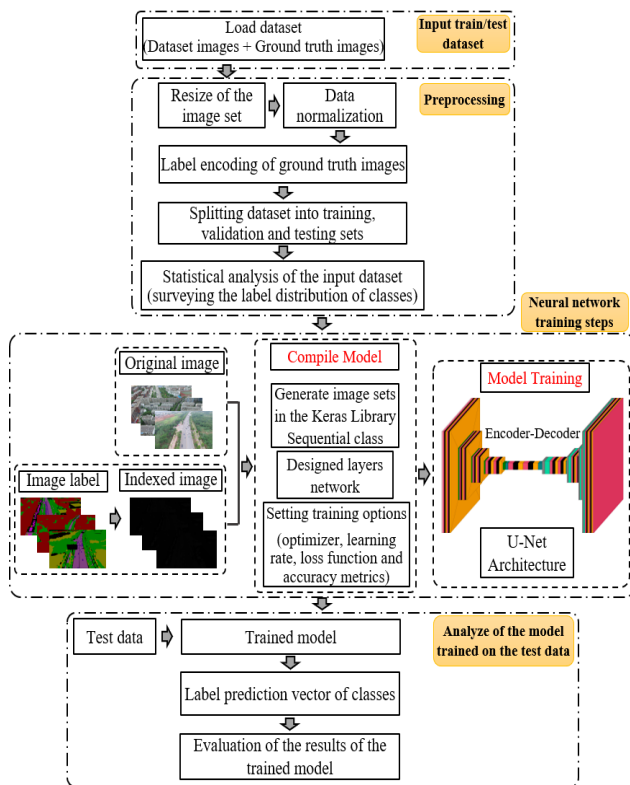 Load dataset
(Dataset images + Ground truth images)
Input train/test
dataset
Resize of the
image set
Data
normalization
Preprocessing
Label encoding of ground truth images
Splitting dataset into training,
validation and testing sets
Statistical analysis of the input dataset
(surveying the label distribution of classes)
Neural network
training steps
Original image
Image label
Indexed image
Compile Model
Generate image sets
in the Keras Library
Sequential class
Designed layers
network
Setting training options
(optimizer, learning
rate, loss function and
accuracy metrics)
Model Training
Encoder-Decoder
U-Net
Architecture
Test data
Trained model
Analyze of the model
trained on the test data
Label prediction vector of classes
Evaluation of the results of the
trained model